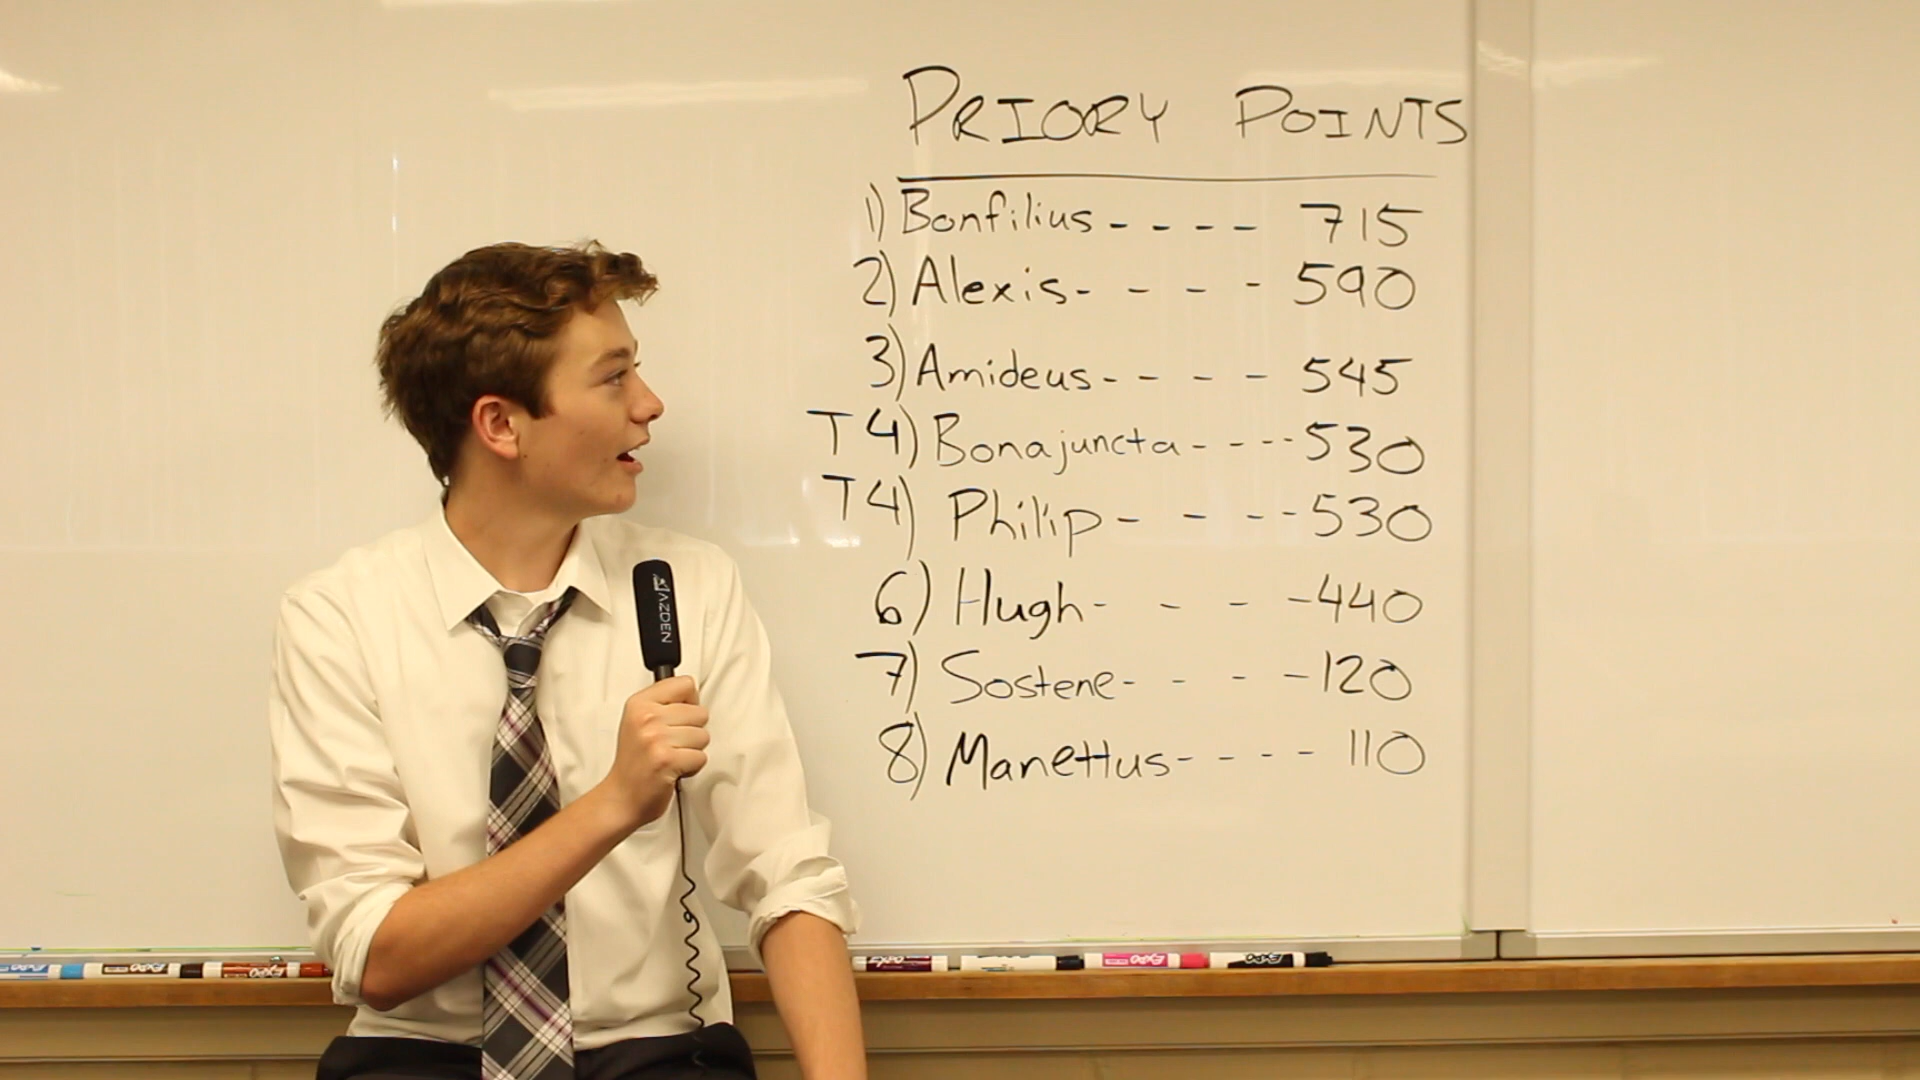 PRIORY POINTS
1) Bonfilius - - - - 715
2) Alexis - - - - 590
3) Amideus - - - - 545
T4) Bonajuncta - - - - 530
T4) Philip - - - - 530
6) Hugh - - - - 440
7) Sostene - - - - 120
8) Manettus - - - - 110
AZDEN
EXPO